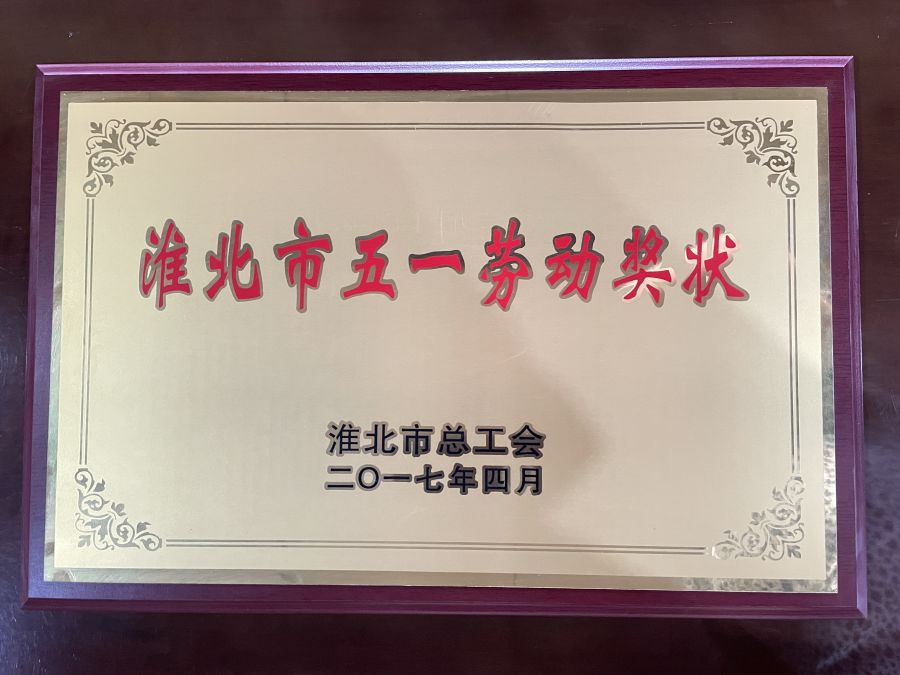 淮北市五一劳动奖状
淮北市总工会
二〇一七年四月